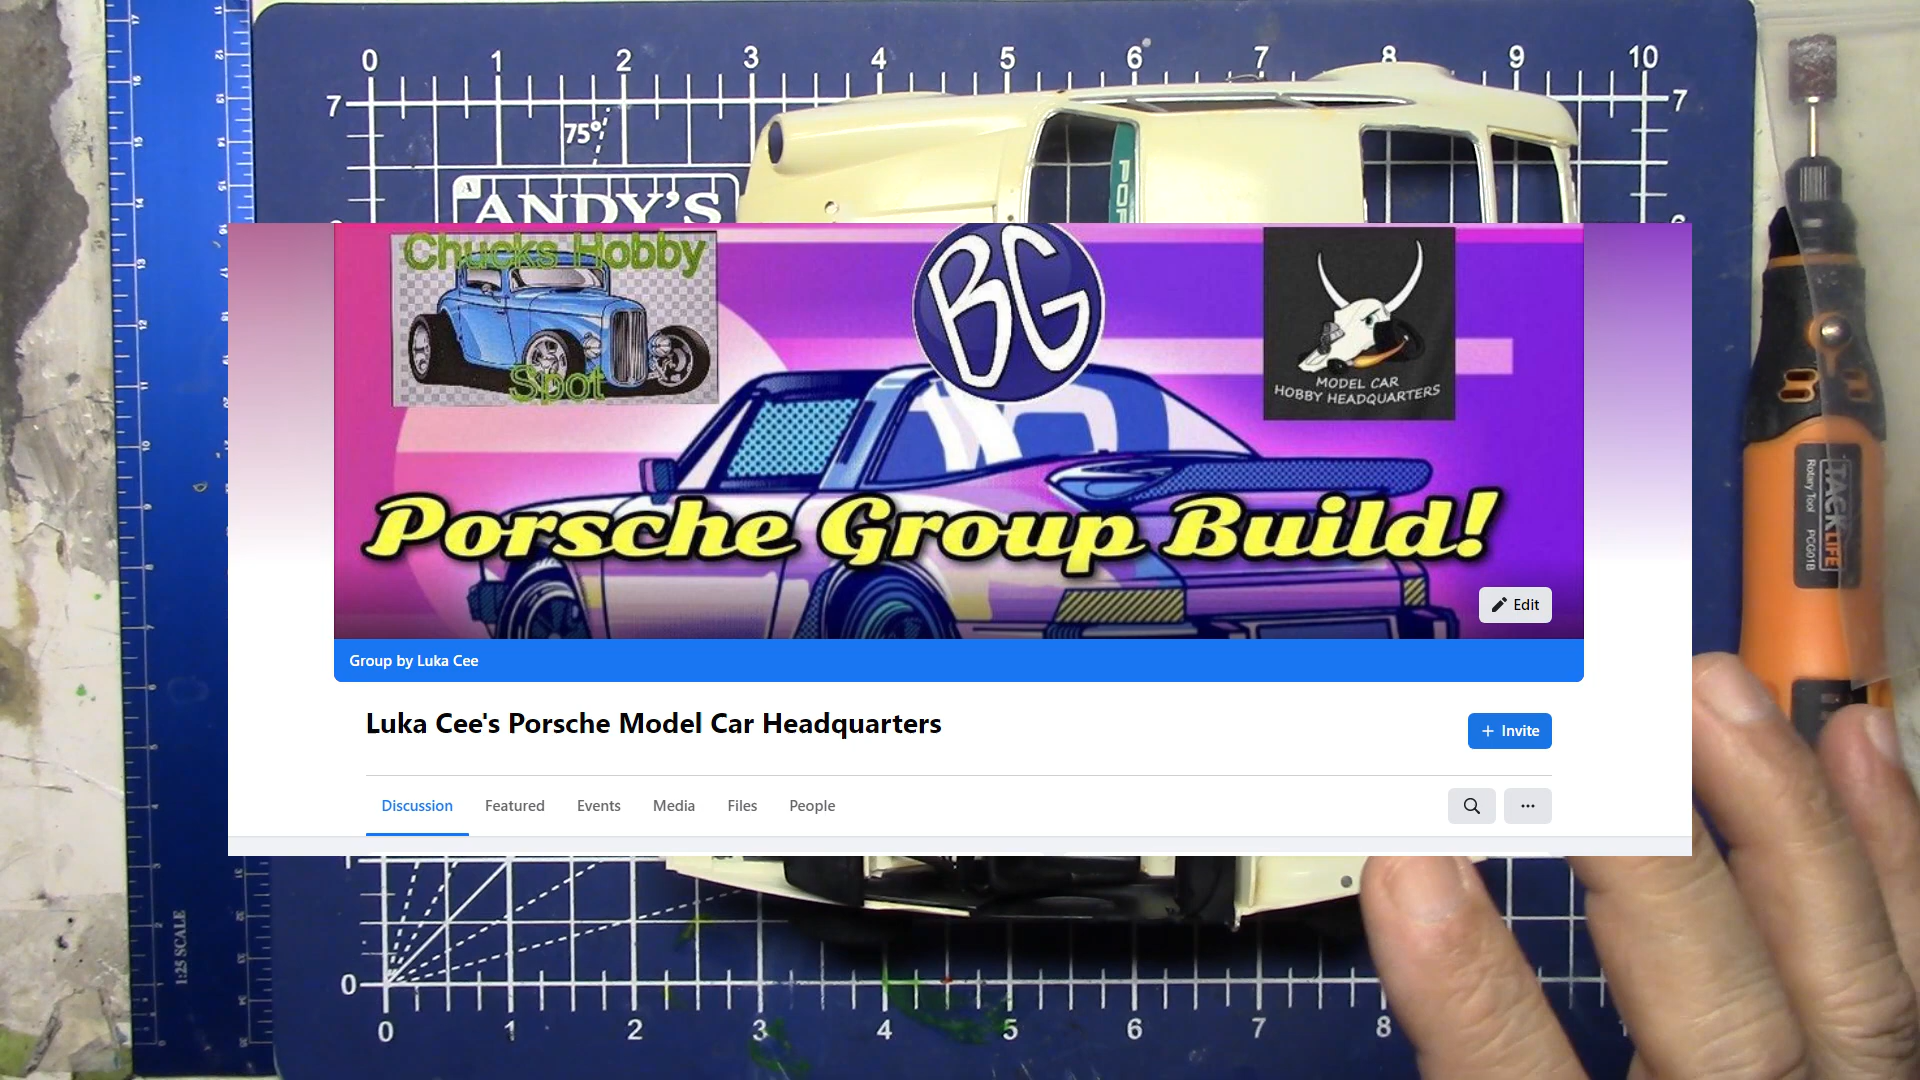 0 1 2 3 4 5 6 7 8 9 10
7 7
75°
ANDY'S
Chucks Hobby
Spot
BG
MODEL CAR
HOBBY HEADQUARTERS
Porsche Group Build!
Edit
Group by Luka Cee
Luka Cee's Porsche Model Car Headquarters
+ Invite
Discussion Featured Events Media Files People
TACKLIFE
Rotary Tool PCG01B
1:25 SCALE
0
0 1 2 3 4 5 6 7 8